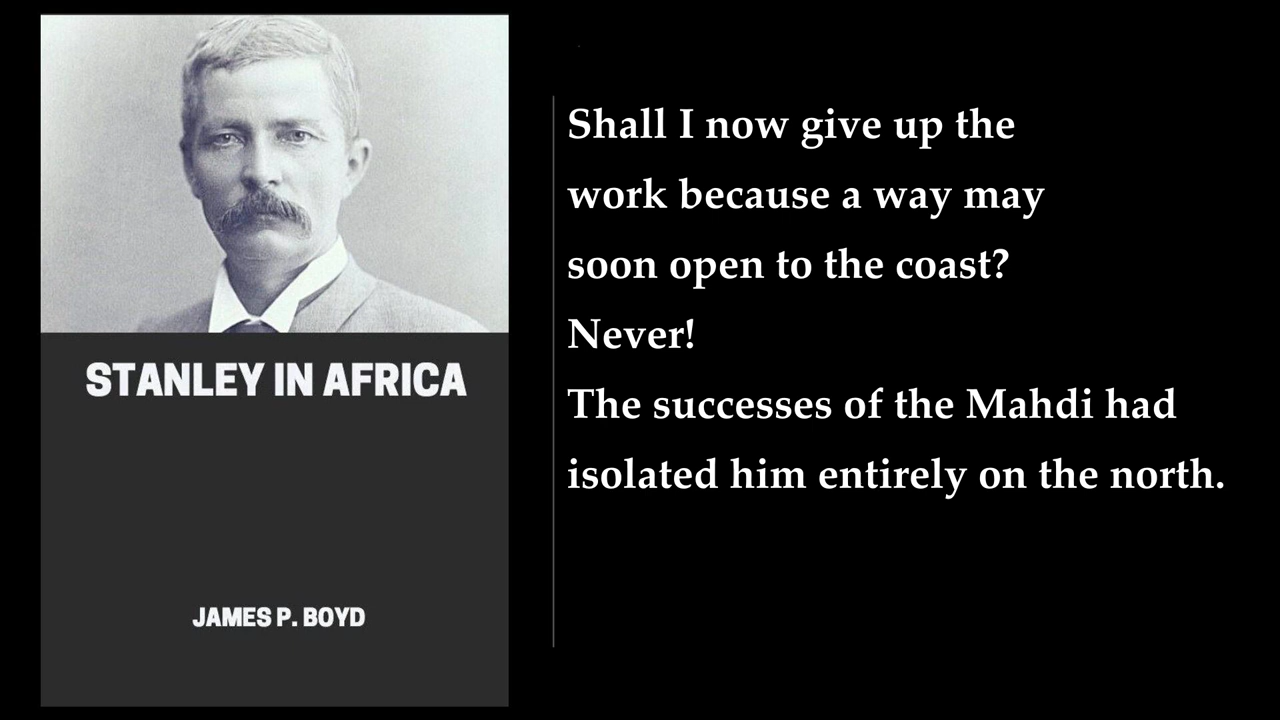 STANLEY IN AFRICA
JAMES P. BOYD
Shall I now give up the
work because a way may
soon open to the coast?
Never!
The successes of the Mahdi had
isolated him entirely on the north.